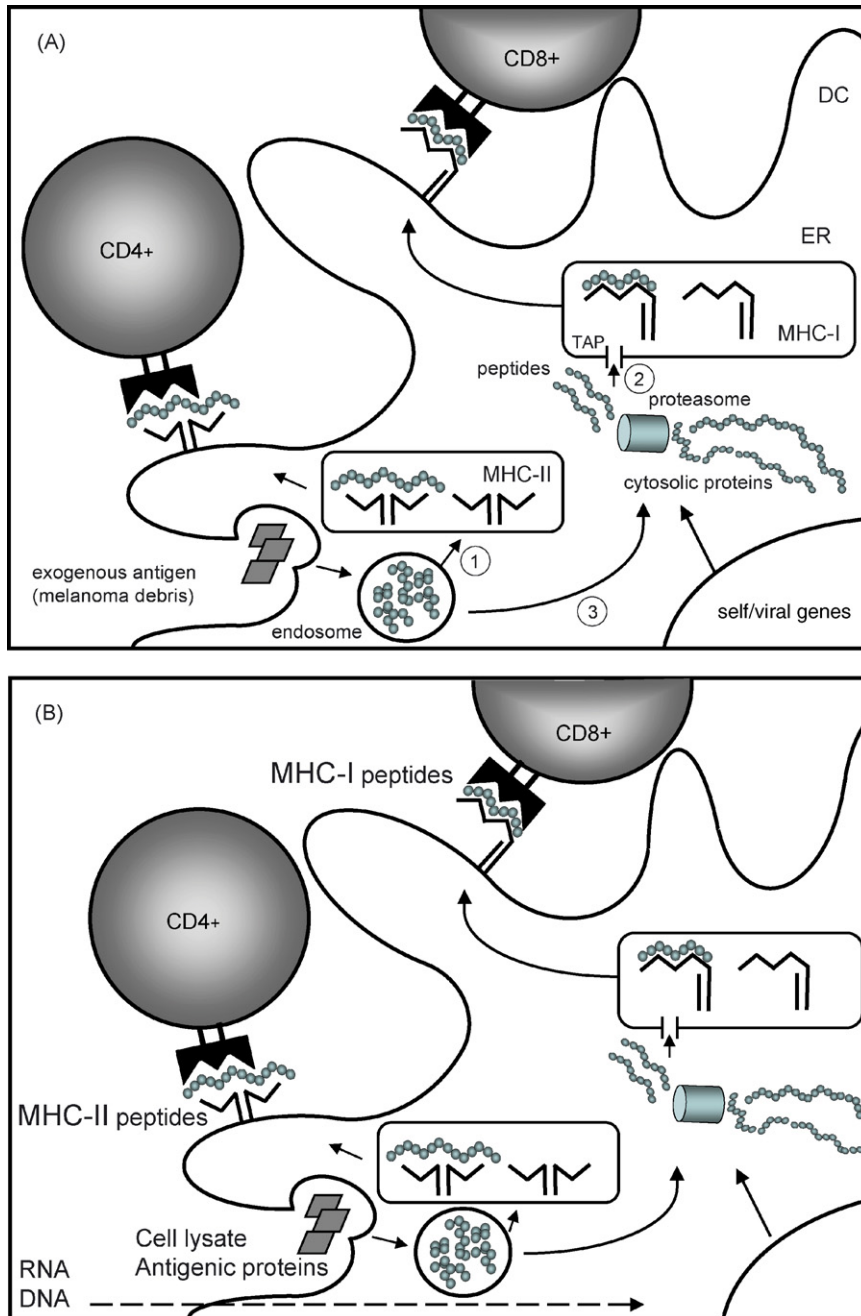 (A)
CD8+
DC
CD4+
ER
TAP
MHC-I
peptides
2
proteasome
MHC-II
cytosolic proteins
1
exogenous antigen
(melanoma debris)
endosome
3
self/viral genes
(B)
CD8+
MHC-I peptides
CD4+
MHC-II peptides
Cell lysate
Antigenic proteins
RNA
DNA